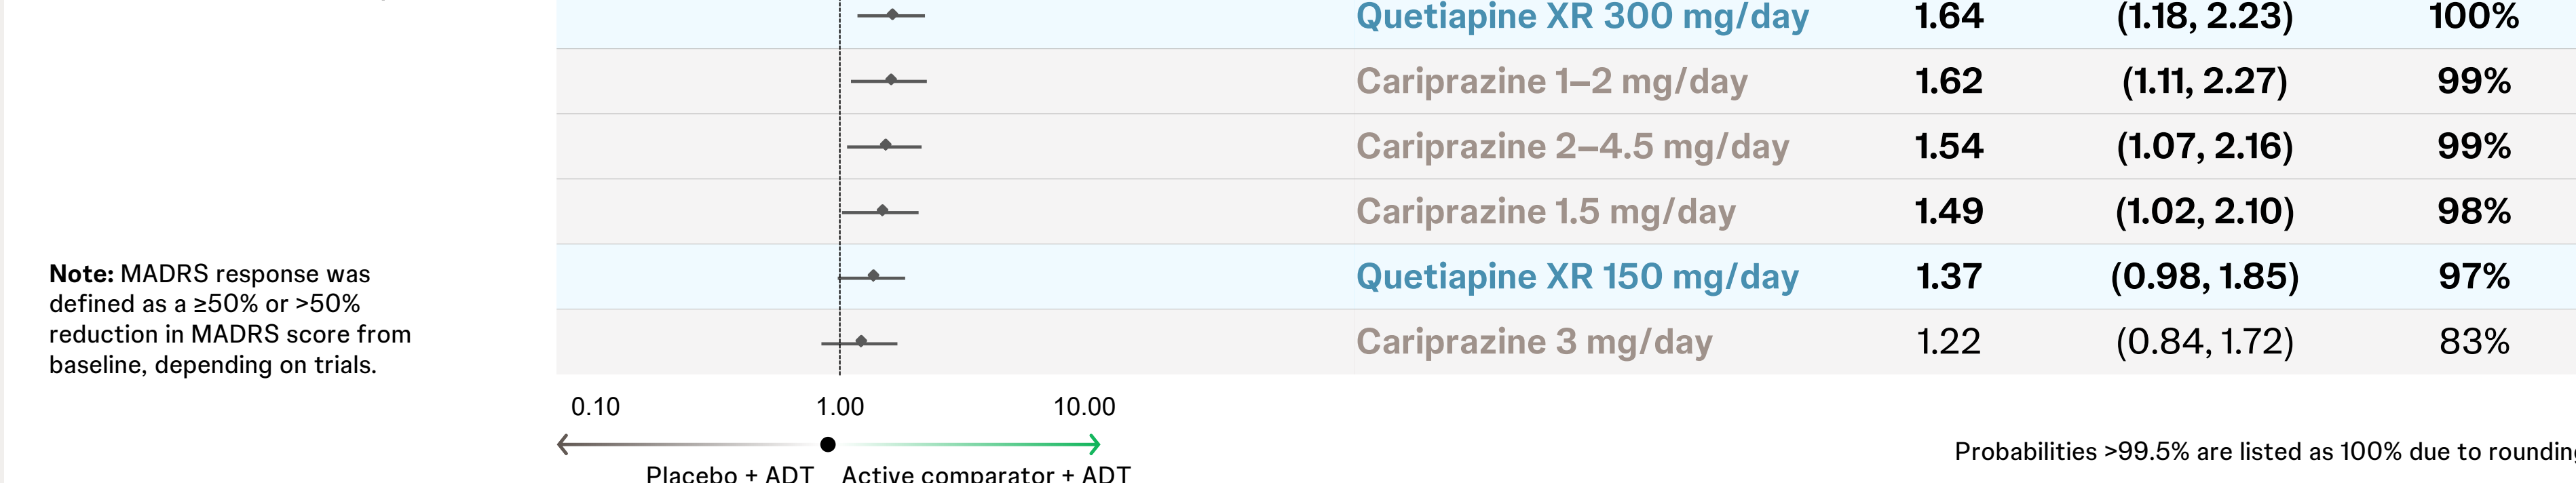 Quetiapine XR 300 mg/day 1.64 (1.18, 2.23) 100%
Cariprazine 1–2 mg/day 1.62 (1.11, 2.27) 99%
Cariprazine 2–4.5 mg/day 1.54 (1.07, 2.16) 99%
Cariprazine 1.5 mg/day 1.49 (1.02, 2.10) 98%
Quetiapine XR 150 mg/day 1.37 (0.98, 1.85) 97%
Cariprazine 3 mg/day 1.22 (0.84, 1.72) 83%
Note: MADRS response was
defined as a ≥50% or >50%
reduction in MADRS score from
baseline, depending on trials.
0.10 1.00 10.00
Placebo + ADT Active comparator + ADT
Probabilities >99.5% are listed as 100% due to rounding